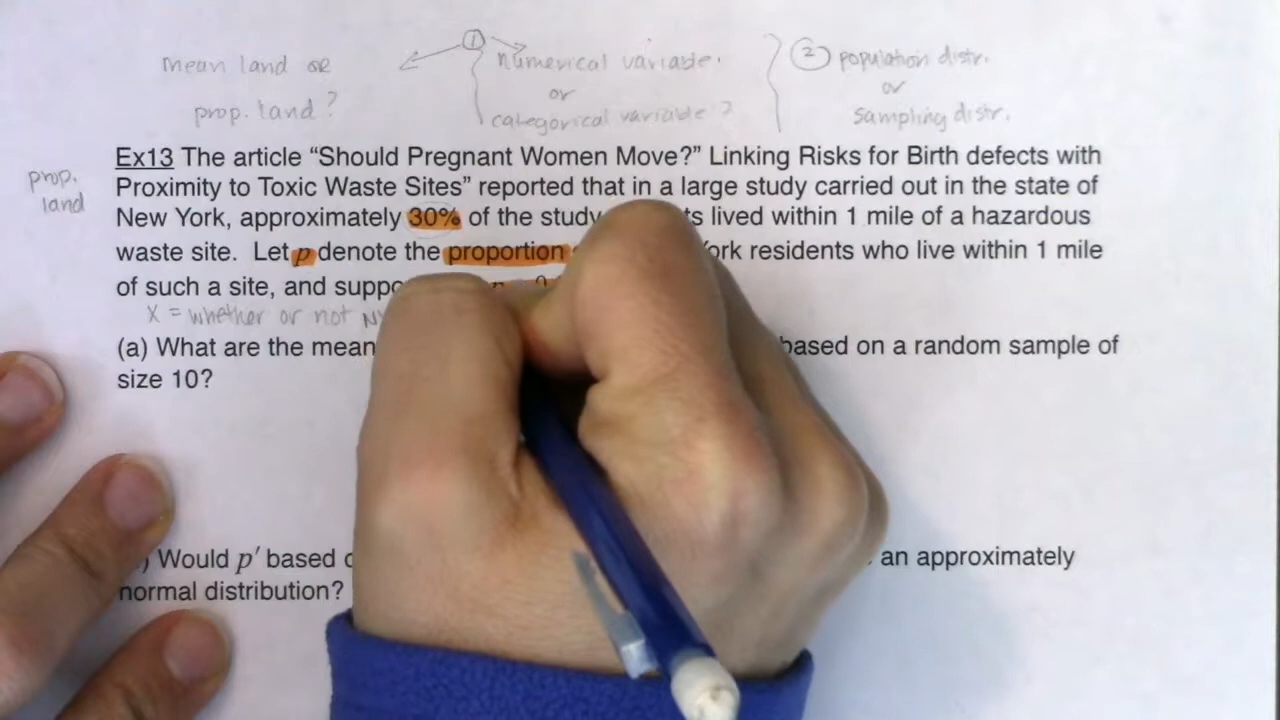 mean land or ① numerical variable. ② population distr.
prop. land? or or
categorical variable? sampling distr.
Ex13 The article “Should Pregnant Women Move?” Linking Risks for Birth defects with
prop. land
Proximity to Toxic Waste Sites” reported that in a large study carried out in the state of
New York, approximately 30% of the study lived within 1 mile of a hazardous
waste site. Let p denote the proportion residents who live within 1 mile
of such a site, and
X = whether or not
(a) What are the mean based on a random sample of
size 10?
Would p′ based an approximately
normal distribution?